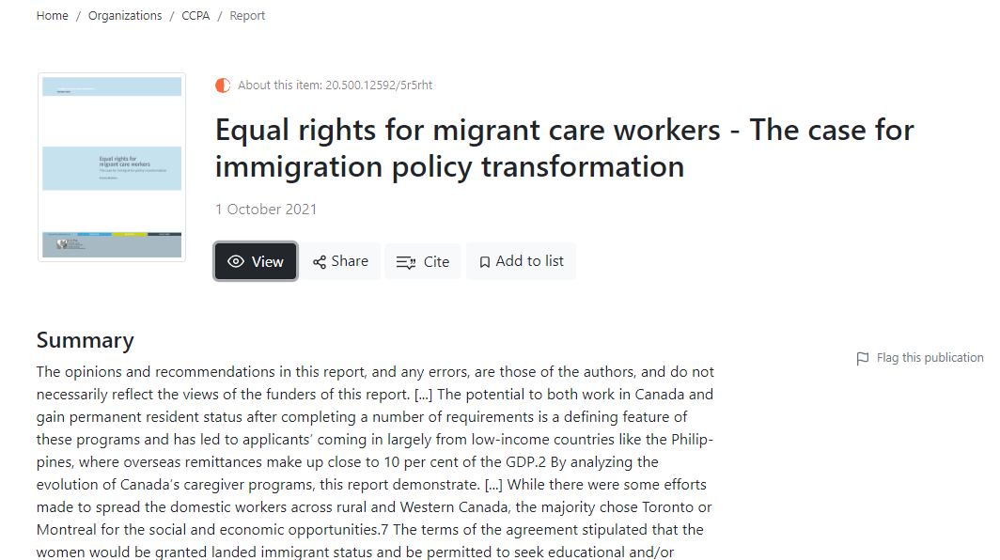 Home / Organizations / CCPA / Report
About this item: 20.500.12592/5r5rht
Equal rights for migrant care workers - The case for
immigration policy transformation
1 October 2021
Equal rights for
migrant care workers
The case for immigration policy transformation
View
Share
Cite
Add to list
Summary
Flag this publication
The opinions and recommendations in this report, and any errors, are those of the authors, and do not
necessarily reflect the views of the funders of this report. [...] The potential to both work in Canada and
gain permanent resident status after completing a number of requirements is a defining feature of
these programs and has led to applicants’ coming in largely from low-income countries like the Philip-
pines, where overseas remittances make up close to 10 per cent of the GDP.2 By analyzing the
evolution of Canada’s caregiver programs, this report demonstrate. [...] While there were some efforts
made to spread the domestic workers across rural and Western Canada, the majority chose Toronto or
Montreal for the social and economic opportunities.7 The terms of the agreement stipulated that the
women would be granted landed immigrant status and be permitted to seek educational and/or